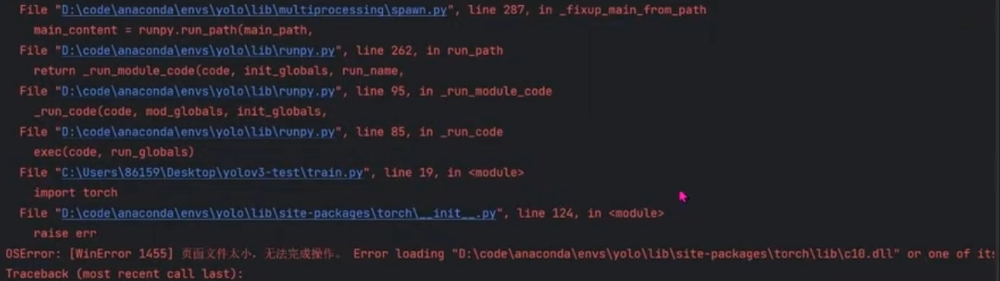 File "D:\code\anaconda\envs\yolo\lib\multiprocessing\spawn.py", line 287, in _fixup_main_from_path
main_content = runpy.run_path(main_path,
File "D:\code\anaconda\envs\yolo\lib\runpy.py", line 262, in run_path
return _run_module_code(code, init_globals, run_name,
File "D:\code\anaconda\envs\yolo\lib\runpy.py", line 95, in _run_module_code
_run_code(code, mod_globals, init_globals,
File "D:\code\anaconda\envs\yolo\lib\runpy.py", line 85, in _run_code
exec(code, run_globals)
File "C:\Users\86159\Desktop\yolov3-test\train.py", line 19, in <module>
import torch
File "D:\code\anaconda\envs\yolo\lib\site-packages\torch\__init__.py", line 124, in <module>
raise err
OSError: [WinError 1455] 页面文件太小，无法完成操作。 Error loading "D:\code\anaconda\envs\yolo\lib\site-packages\torch\lib\c10.dll" or one of its
Traceback (most recent call last):